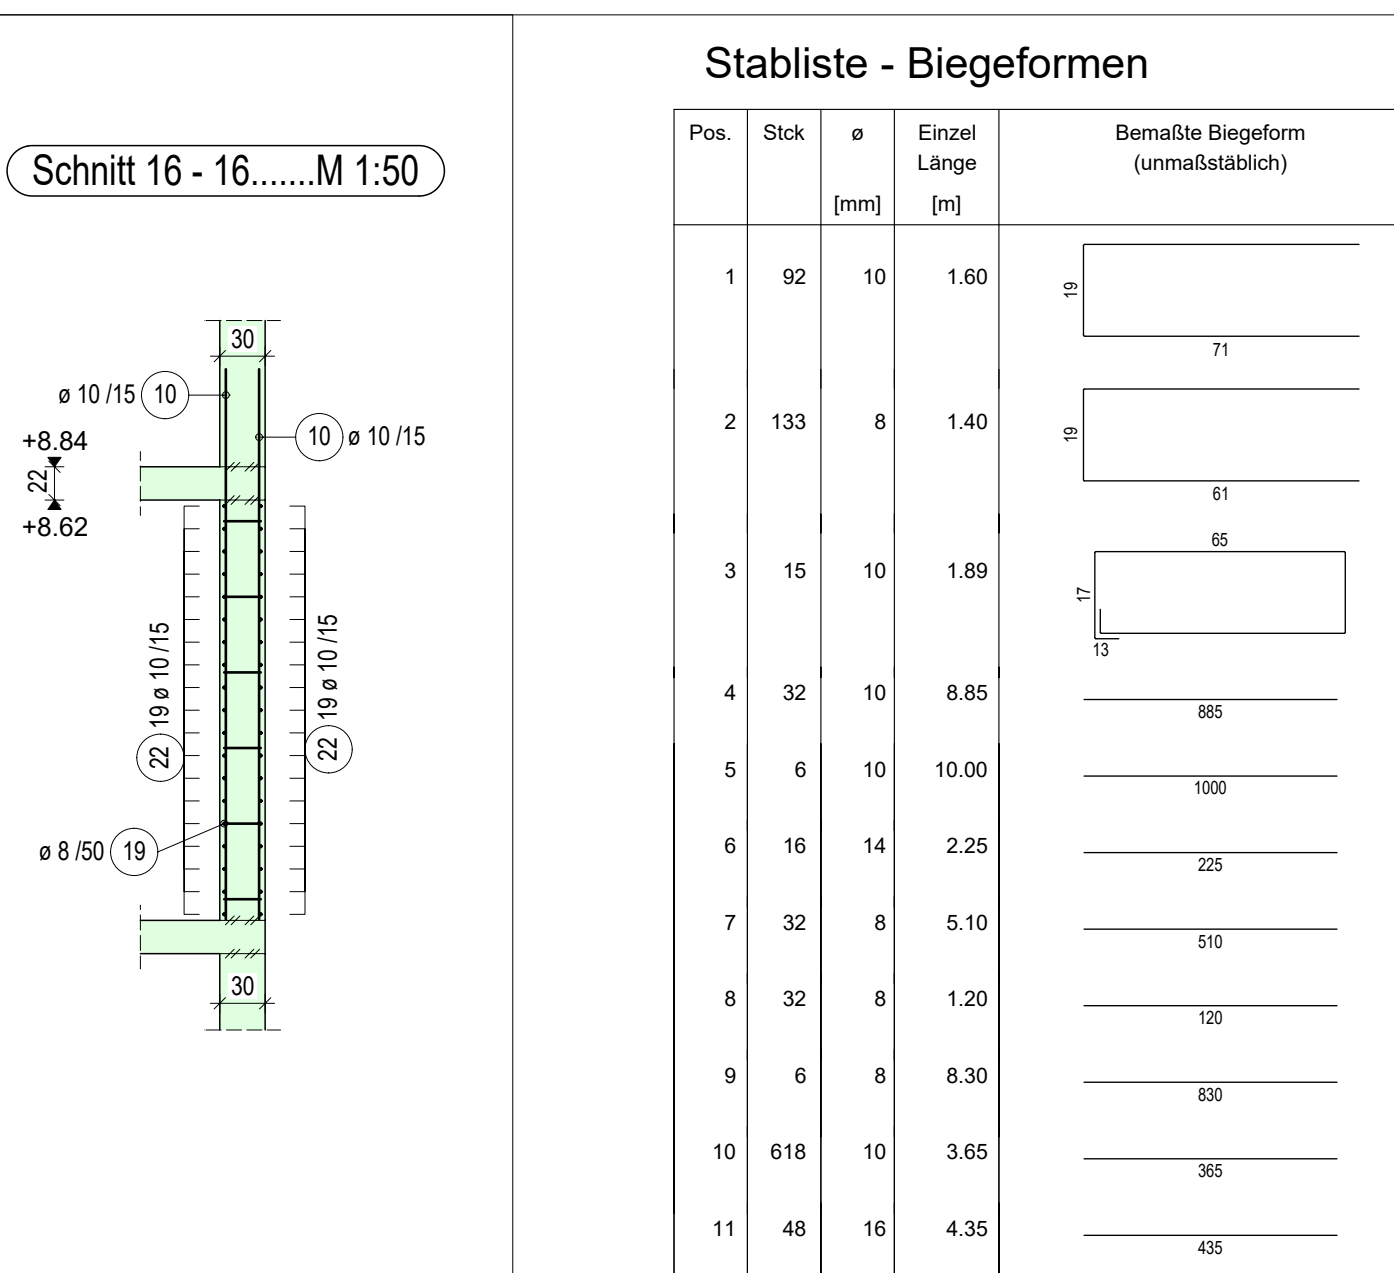 Schnitt 16 - 16.......M 1:50
30
ø 10 /15 10
10 ø 10 /15
+8.84
22
+8.62
22 19 ø 10 /15
22 19 ø 10 /15
ø 8 /50 19
30
Stabliste - Biegeformen
Pos. Stck ø Einzel Länge Bemaßte Biegeform
(unmaßstäblich)
[mm] [m]
1 92 10 1.60 19
71
2 133 8 1.40 19
61
65
3 15 10 1.89 17
13
4 32 10 8.85
885
5 6 10 10.00
1000
6 16 14 2.25
225
7 32 8 5.10
510
8 32 8 1.20
120
9 6 8 8.30
830
10 618 10 3.65
365
11 48 16 4.35
435